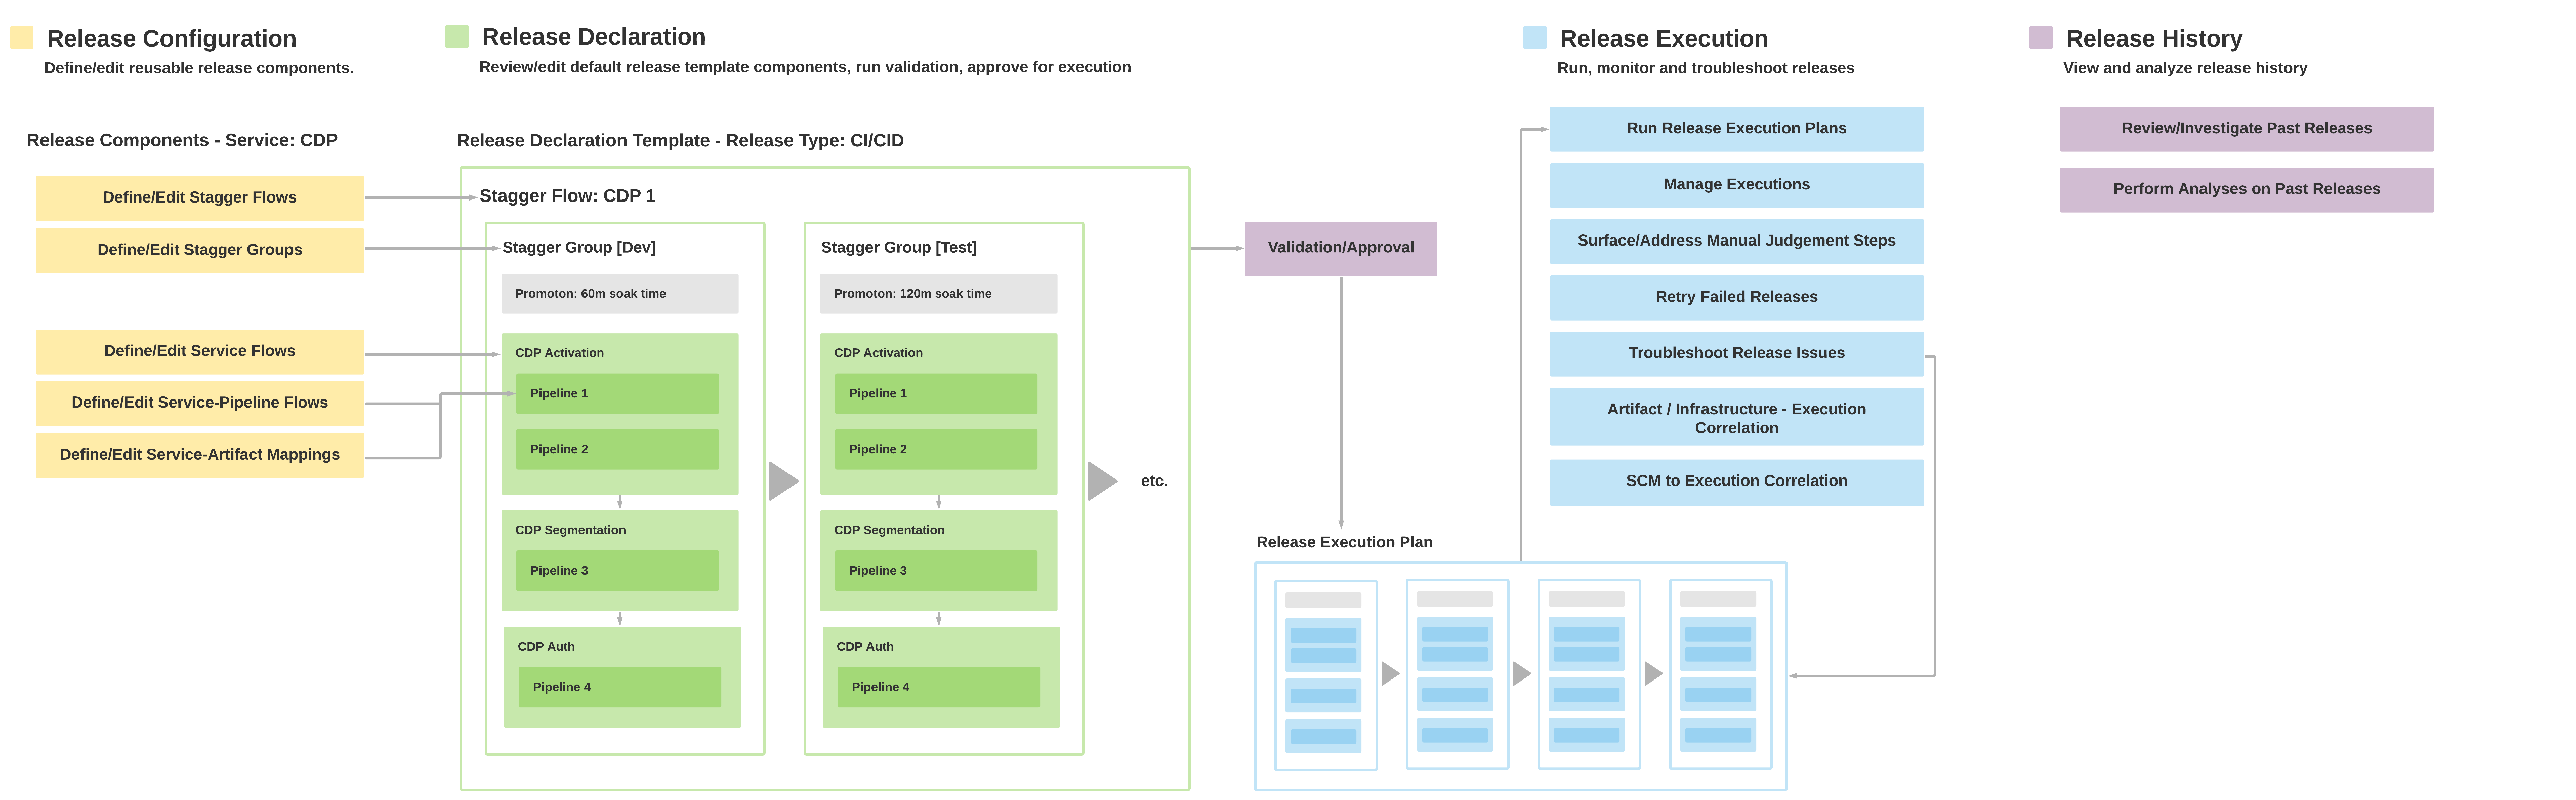 Release Configuration
Define/edit reusable release components.
Release Components - Service: CDP
Define/Edit Stagger Flows
Define/Edit Stagger Groups
Define/Edit Service Flows
Define/Edit Service-Pipeline Flows
Define/Edit Service-Artifact Mappings
Release Declaration
Review/edit default release template components, run validation, approve for execution
Release Declaration Template - Release Type: CI/CID
Stagger Flow: CDP 1
Stagger Group [Dev]
Promoton: 60m soak time
CDP Activation
Pipeline 1
Pipeline 2
CDP Segmentation
Pipeline 3
CDP Auth
Pipeline 4
Stagger Group [Test]
Promoton: 120m soak time
CDP Activation
Pipeline 1
Pipeline 2
CDP Segmentation
Pipeline 3
CDP Auth
Pipeline 4
etc.
Validation/Approval
Release Execution Plan
Release Execution
Run, monitor and troubleshoot releases
Run Release Execution Plans
Manage Executions
Surface/Address Manual Judgement Steps
Retry Failed Releases
Troubleshoot Release Issues
Artifact / Infrastructure - Execution
Correlation
SCM to Execution Correlation
Release History
View and analyze release history
Review/Investigate Past Releases
Perform Analyses on Past Releases